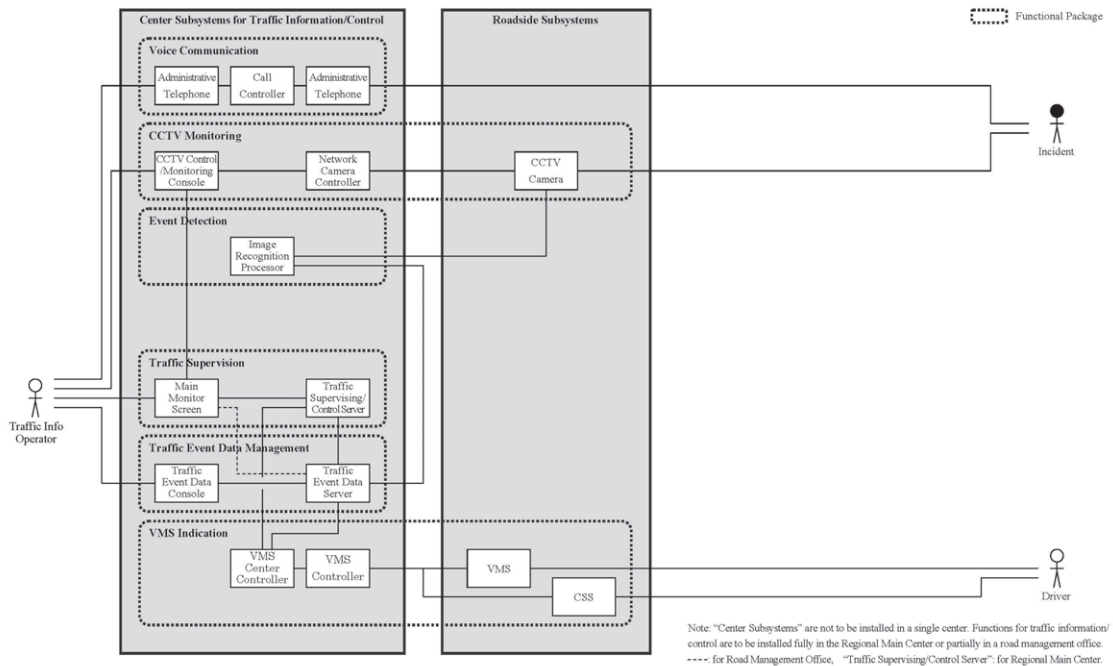 Center Subsystems for Traffic Information/Control
Roadside Subsystems
Functional Package
Voice Communication
Administrative
Telephone
Call
Controller
Administrative
Telephone
CCTV Monitoring
CCTV Control
/Monitoring
Console
Network
Camera
Controller
CCTV
Camera
Incident
Event Detection
Image
Recognition
Processor
Traffic Supervision
Main
Monitor
Screen
Traffic
Supervising/
Control Server
Traffic Info
Operator
Traffic Event Data Management
Traffic
Event Data
Console
Traffic
Event Data
Server
VMS Indication
VMS
Center
Controller
VMS
Controller
VMS
CSS
Driver
Note: “Center Subsystems” are not to be installed in a single center. Functions for traffic information/
control are to be installed fully in the Regional Main Center or partially in a road management office.
----: for Road Management Office, “Traffic Supervising/Control Server”: for Regional Main Center.